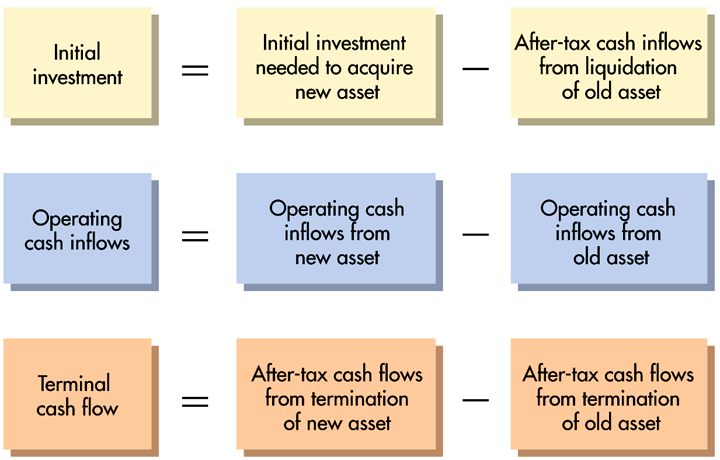 Initial
investment
=
Initial investment
needed to acquire
new asset
–
After-tax cash inflows
from liquidation
of old asset
Operating
cash inflows
=
Operating cash
inflows from
new asset
–
Operating cash
inflows from
old asset
Terminal
cash flow
=
After-tax cash flows
from termination
of new asset
–
After-tax cash flows
from termination
of old asset